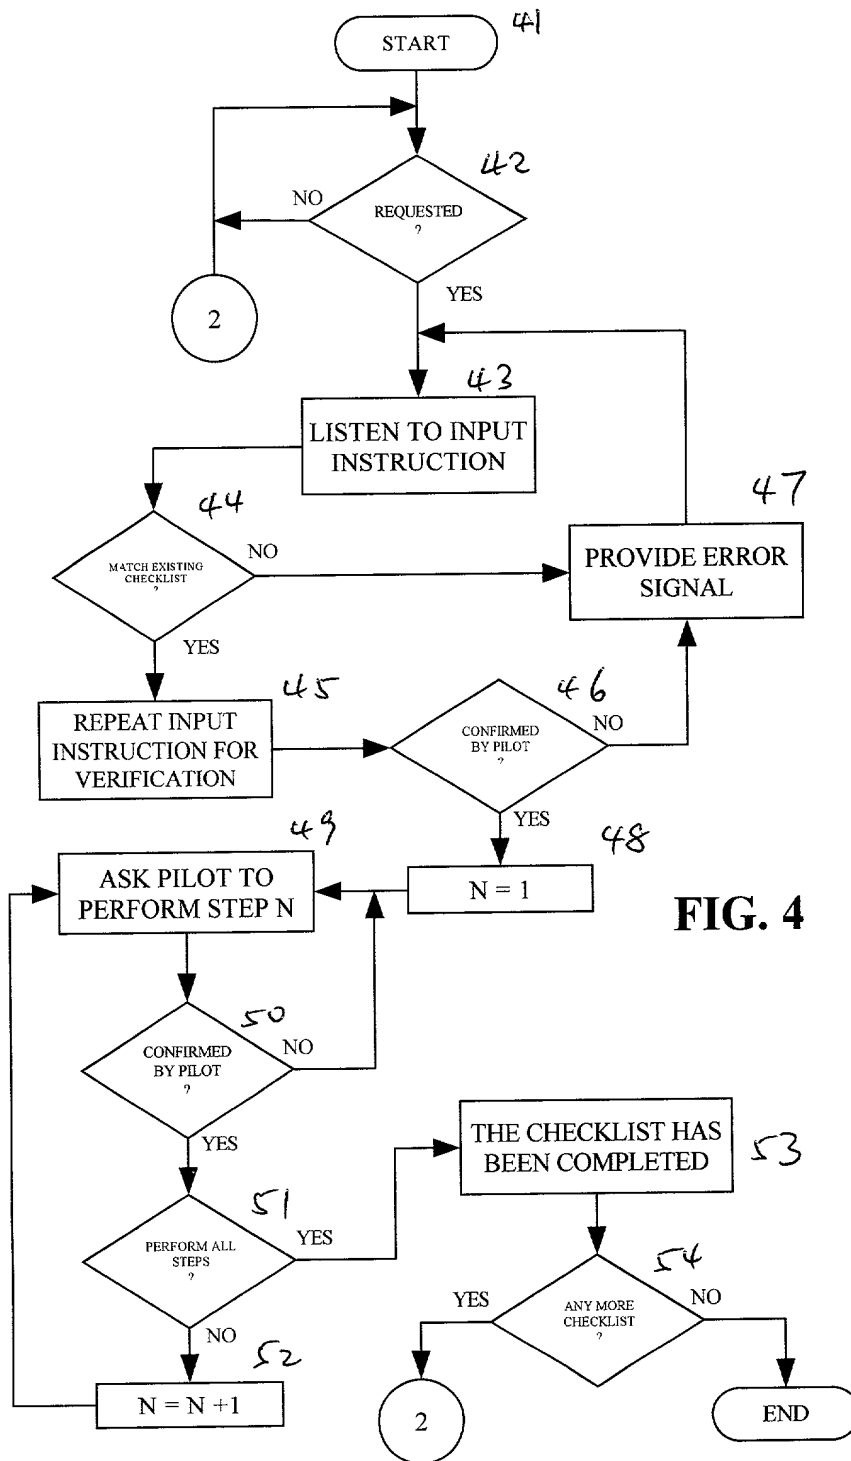 41
START
42
NO
REQUESTED
?
YES
2
43
LISTEN TO INPUT
INSTRUCTION
47
44
MATCH EXISTING
CHECKLIST
?
NO
PROVIDE ERROR
SIGNAL
YES
45
46
REPEAT INPUT
INSTRUCTION FOR
VERIFICATION
CONFIRMED
BY PILOT
?
NO
YES
49
48
ASK PILOT TO
PERFORM STEP N
N = 1
FIG. 4
50
CONFIRMED
BY PILOT
?
NO
YES
THE CHECKLIST HAS
BEEN COMPLETED
53
51
PERFORM ALL
STEPS
?
YES
54
NO
YES
ANY MORE
CHECKLIST
?
NO
52
N = N +1
2
END